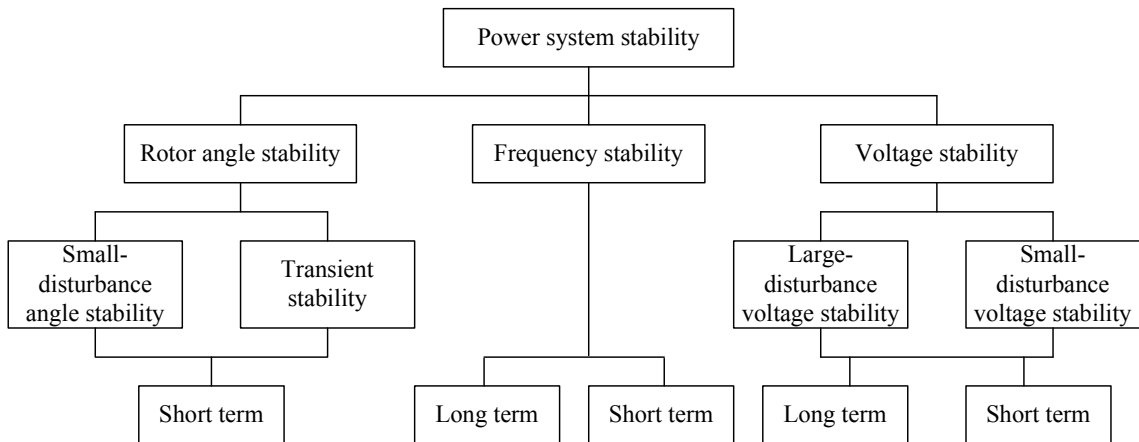 Power system stability
Rotor angle stability
Frequency stability
Voltage stability
Small-
disturbance
angle stability
Transient
stability
Large-
disturbance
voltage stability
Small-
disturbance
voltage stability
Short term
Long term
Short term
Long term
Short term